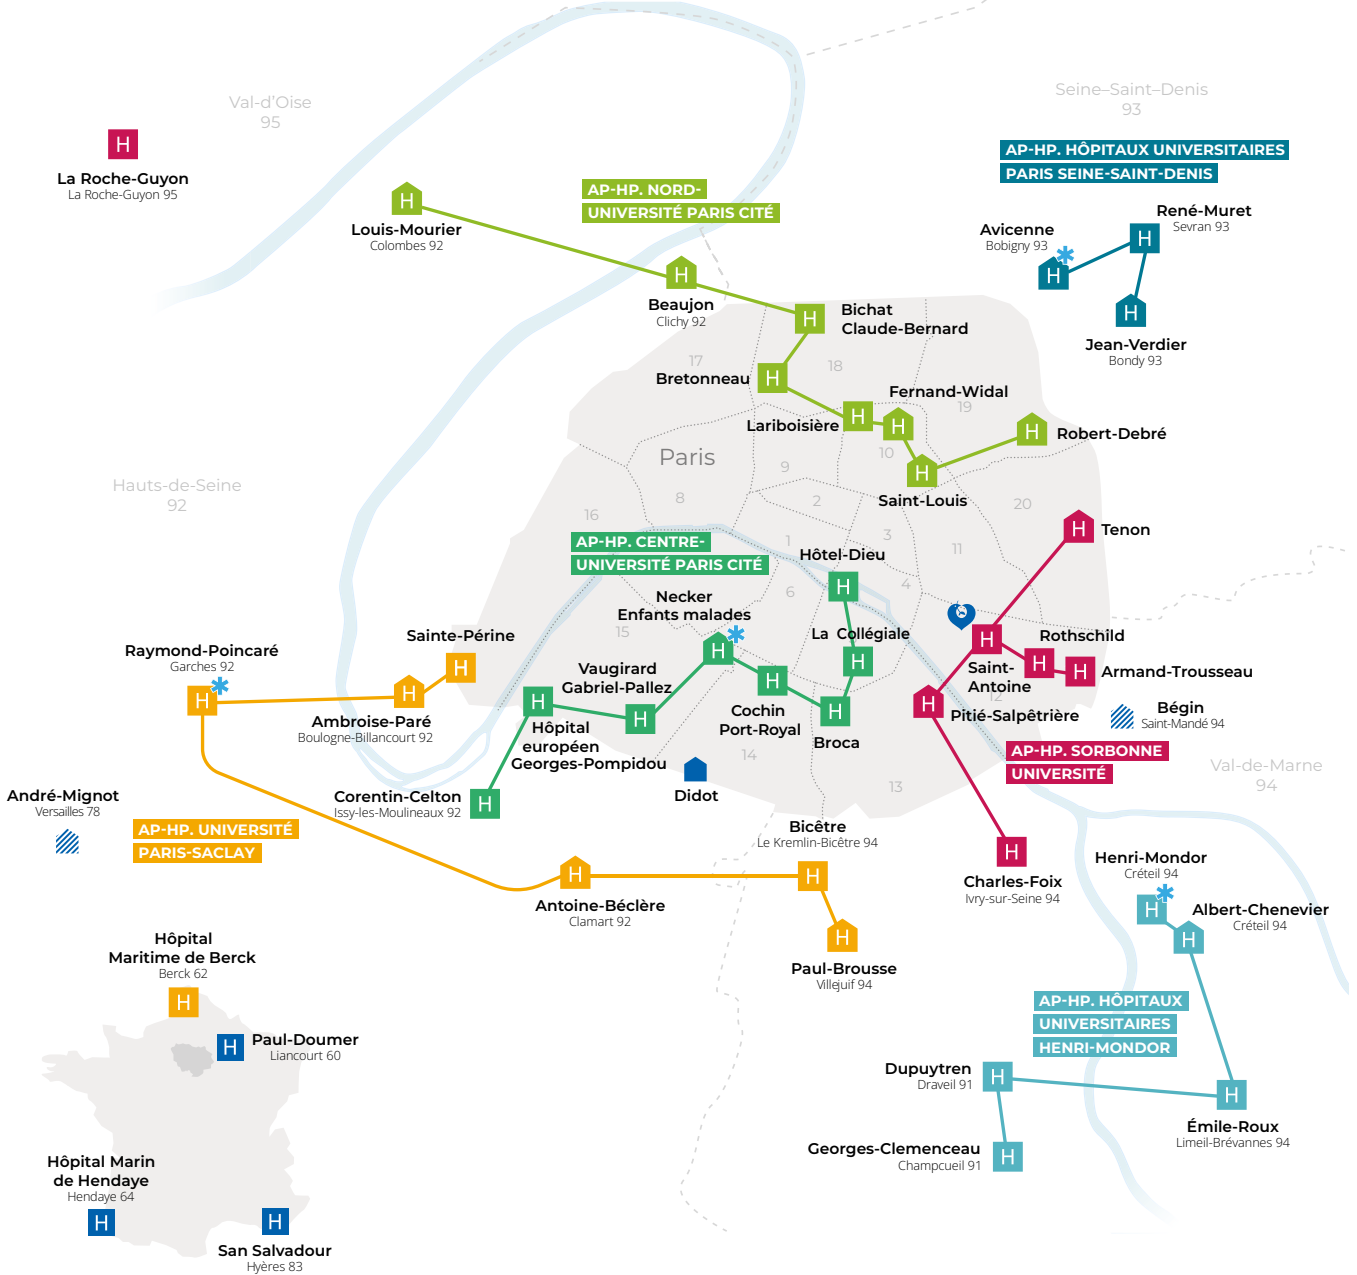 Val-d'Oise
95
Seine–Saint–Denis
93
H
La Roche-Guyon
La Roche-Guyon 95
AP-HP. HÔPITAUX UNIVERSITAIRES
PARIS SEINE-SAINT-DENIS
AP-HP. NORD-
UNIVERSITÉ PARIS CITÉ
H
Louis-Mourier
Colombes 92
René-Muret
Sevran 93
H
Avicenne
Bobigny 93
H
H
Jean-Verdier
Bondy 93
H
Beaujon
Clichy 92
H
Bichat
Claude-Bernard
17
18
Bretonneau
H
Fernand-Widal
19
Lariboisière
H
H
H
Robert-Debré
Paris
9
10
H
Saint-Louis
Hauts-de-Seine
92
8
2
20
16
H
Tenon
AP-HP. CENTRE-
UNIVERSITÉ PARIS CITÉ
1
3
11
Hôtel-Dieu
H
6
4
Necker
Enfants malades
H
15
La Collégiale
H
Sainte-Périne
H
Raymond-Poincaré
Garches 92
H
H
Ambroise-Paré
Boulogne-Billancourt 92
Vaugirard
Gabriel-Pallez
H
H
Hôpital
européen
Georges-Pompidou
H
Cochin
Port-Royal
H
Broca
H
Saint-
Antoine
12
Rothschild
H
H
Armand-Trousseau
H
Pitié-Salpêtrière
Bégin
Saint-Mandé 94
AP-HP. SORBONNE
UNIVERSITÉ
14
13
Didot
Val-de-Marne
94
Corentin-Celton
Issy-les-Moulineaux 92
H
André-Mignot
Versailles 78
AP-HP. UNIVERSITÉ
PARIS-SACLAY
Bicêtre
Le Kremlin-Bicêtre 94
H
H
Antoine-Béclère
Clamart 92
H
Charles-Foix
Ivry-sur-Seine 94
Henri-Mondor
Créteil 94
H
Albert-Chenevier
Créteil 94
H
H
Paul-Brousse
Villejuif 94
Hôpital
Maritime de Berck
Berck 62
H
H
Paul-Doumer
Liancourt 60
AP-HP. HÔPITAUX
UNIVERSITAIRES
HENRI-MONDOR
Dupuytren
Draveil 91
H
H
Émile-Roux
Limeil-Brévannes 94
Georges-Clemenceau
Champcueil 91
H
Hôpital Marin
de Hendaye
Hendaye 64
H
H
San Salvadour
Hyères 83